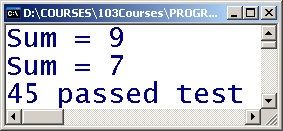 D:\COURSES\103Courses\PROGR...
Sum = 9
Sum = 7
45 passed test